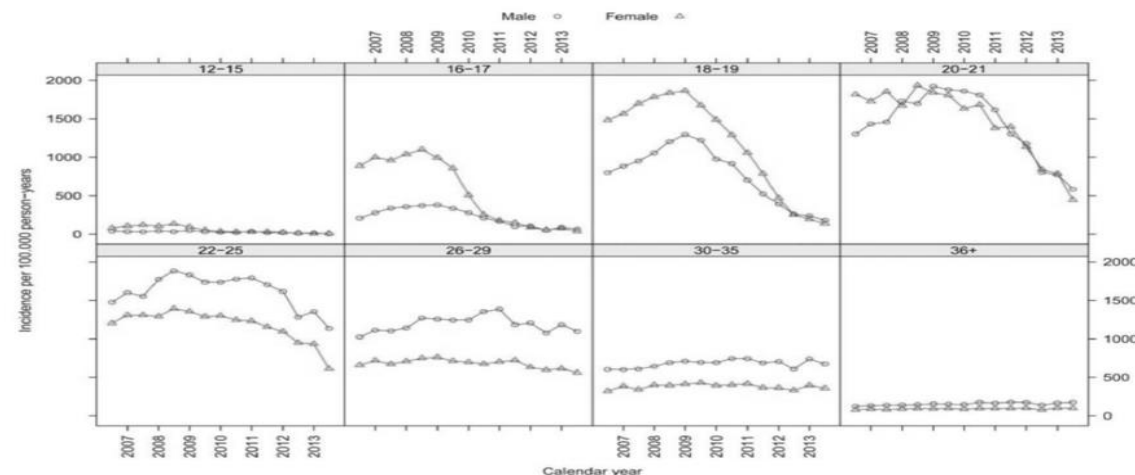 Male Female
2007 2008 2009 2010 2011 2012 2013 2007 2008 2009 2010 2011 2012 2013
12−15 16−17 18−19 20−21
2000
1500
1000
500
0
22−25 26−29 30−35 36+
2000
1500
1000
500
0
Incidence per 100,000 person−years
2007 2008 2009 2010 2011 2012 2013 2007 2008 2009 2010 2011 2012 2013
Calendar year